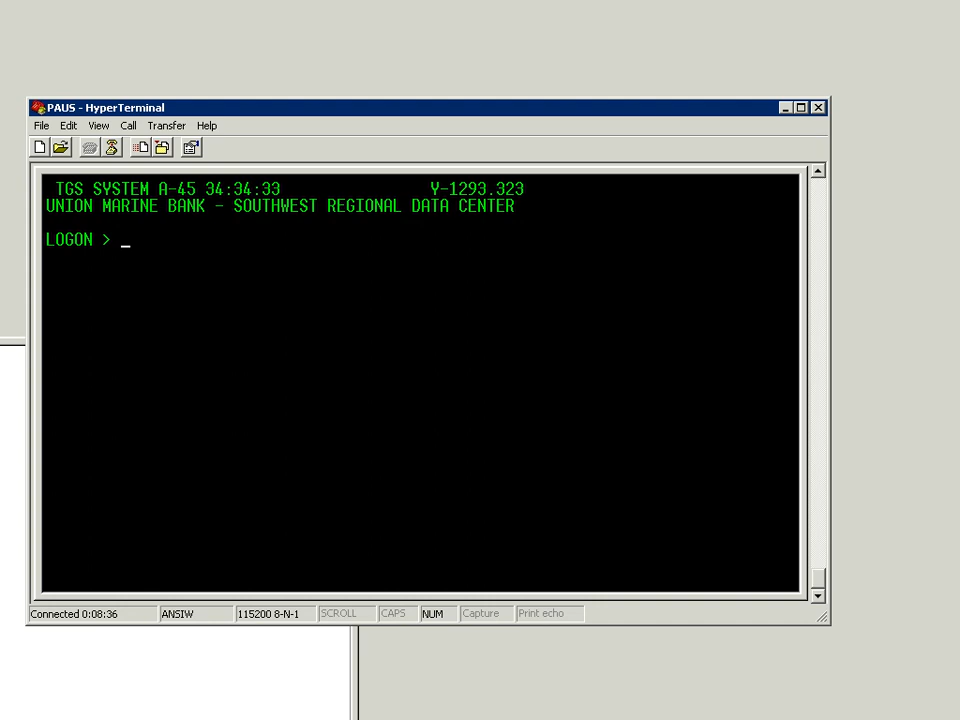 PAUS - HyperTerminal
File Edit View Call Transfer Help
TGS SYSTEM A-45 34:34:33 Y-1293.323
UNION MARINE BANK - SOUTHWEST REGIONAL DATA CENTER
LOGON > _
Connected 0:08:36 ANSIW 115200 8-N-1 SCROLL CAPS NUM Capture Print echo